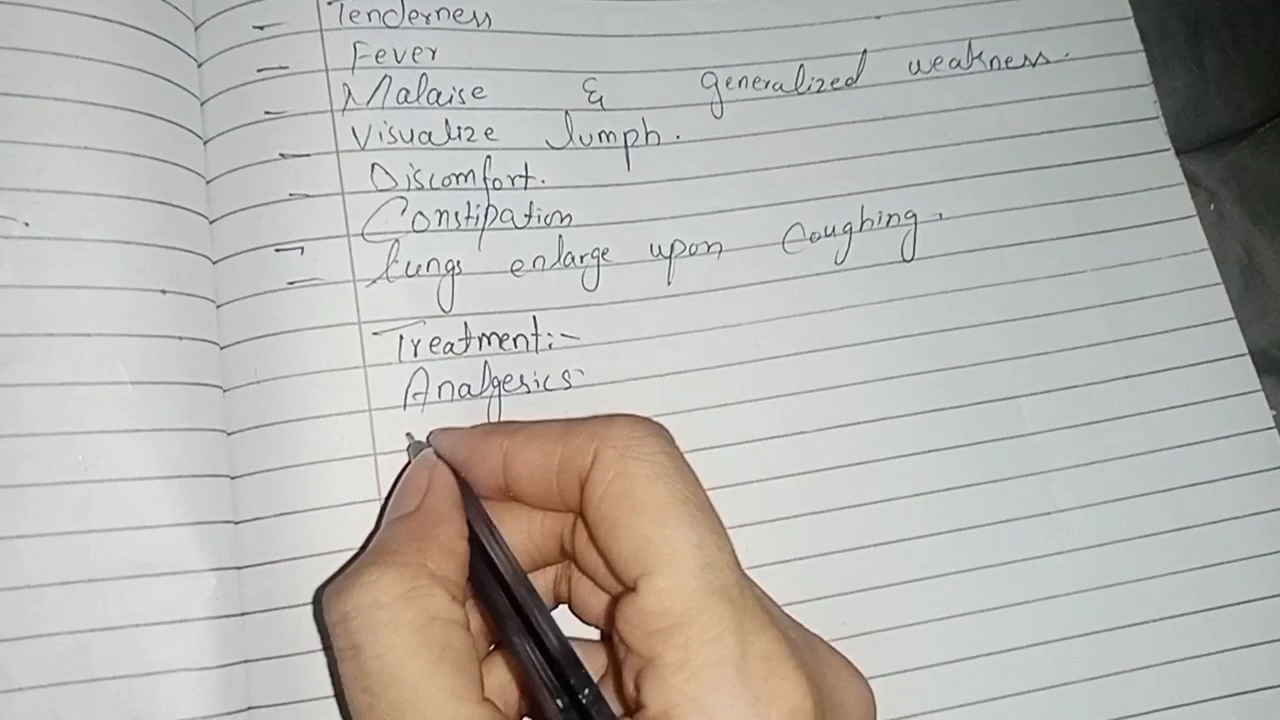 - Tenderness
- Fever
- Malaise & generalized weakness.
- Visualize lumph.
- Discomfort.
- Constipation
- Lungs enlarge upon Coughing.
Treatment:-
Analgesics